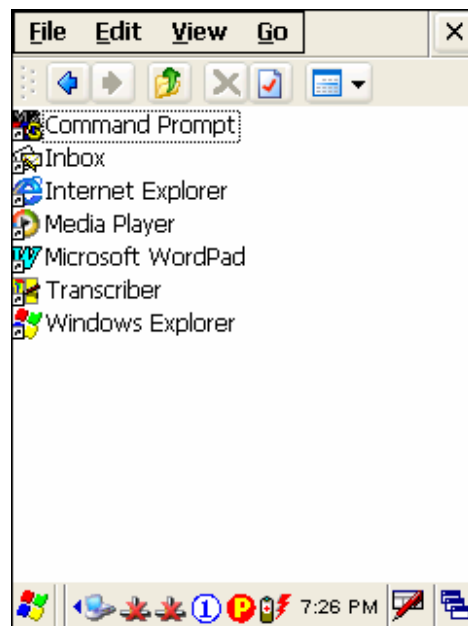 File Edit View Go
Command Prompt
Inbox
Internet Explorer
Media Player
Microsoft WordPad
Transcriber
Windows Explorer
1 P 7:26 PM